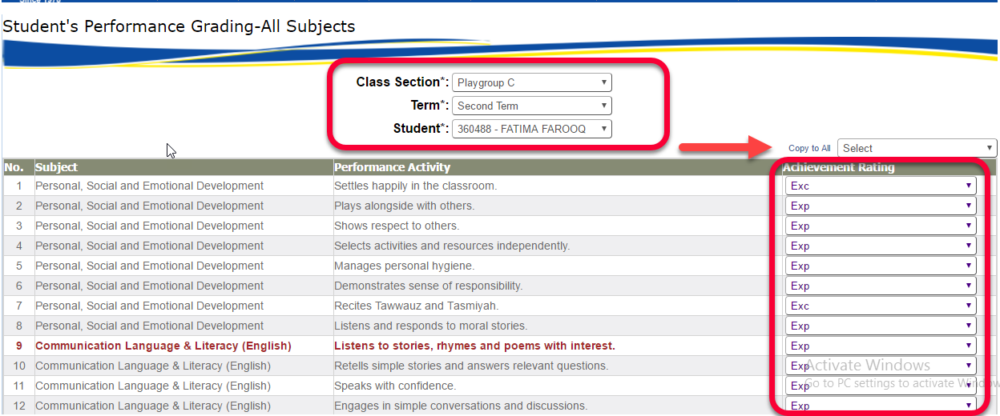 Since 1978
Student's Performance Grading-All Subjects
Class Section*: Playgroup C
Term*: Second Term
Student*: 360488 - FATIMA FAROOQ
Copy to All Select
No. Subject Performance Activity Achievement Rating
1 Personal, Social and Emotional Development Settles happily in the classroom. Exc
2 Personal, Social and Emotional Development Plays alongside with others. Exp
3 Personal, Social and Emotional Development Shows respect to others. Exp
4 Personal, Social and Emotional Development Selects activities and resources independently. Exp
5 Personal, Social and Emotional Development Manages personal hygiene. Exp
6 Personal, Social and Emotional Development Demonstrates sense of responsibility. Exp
7 Personal, Social and Emotional Development Recites Tawwauz and Tasmiyah. Exc
8 Personal, Social and Emotional Development Listens and responds to moral stories. Exp
9 Communication Language & Literacy (English) Listens to stories, rhymes and poems with interest. Exp
10 Communication Language & Literacy (English) Retells simple stories and answers relevant questions. Exp
Activate Windows
11 Communication Language & Literacy (English) Speaks with confidence. Exp
Go to PC settings to activate Window
12 Communication Language & Literacy (English) Engages in simple conversations and discussions. Exp